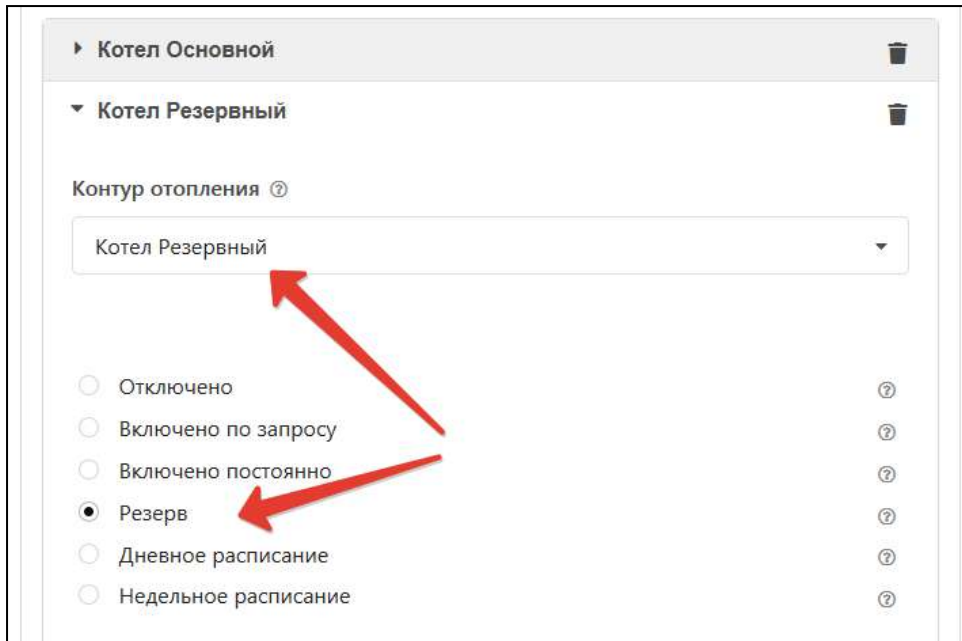 Котел Основной
Котел Резервный
Контур отопления ?
Котел Резервный
Отключено ?
Включено по запросу ?
Включено постоянно ?
Резерв ?
Дневное расписание ?
Недельное расписание ?